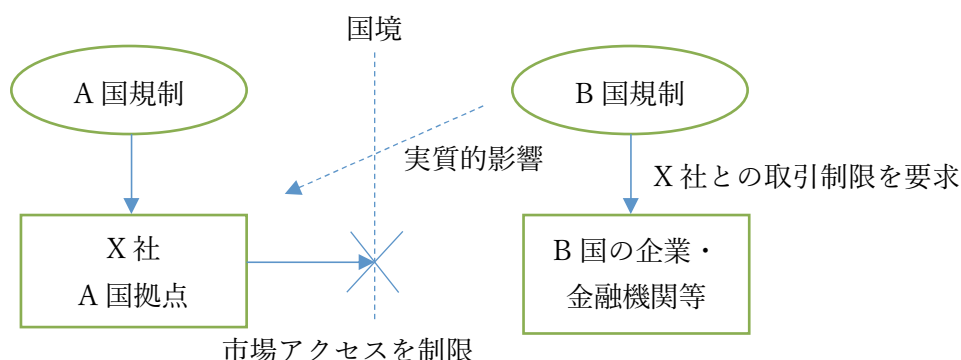 国境
A 国規制
B 国規制
実質的影響
X 社との取引制限を要求
X 社
A 国拠点
B 国の企業・
金融機関等
市場アクセスを制限